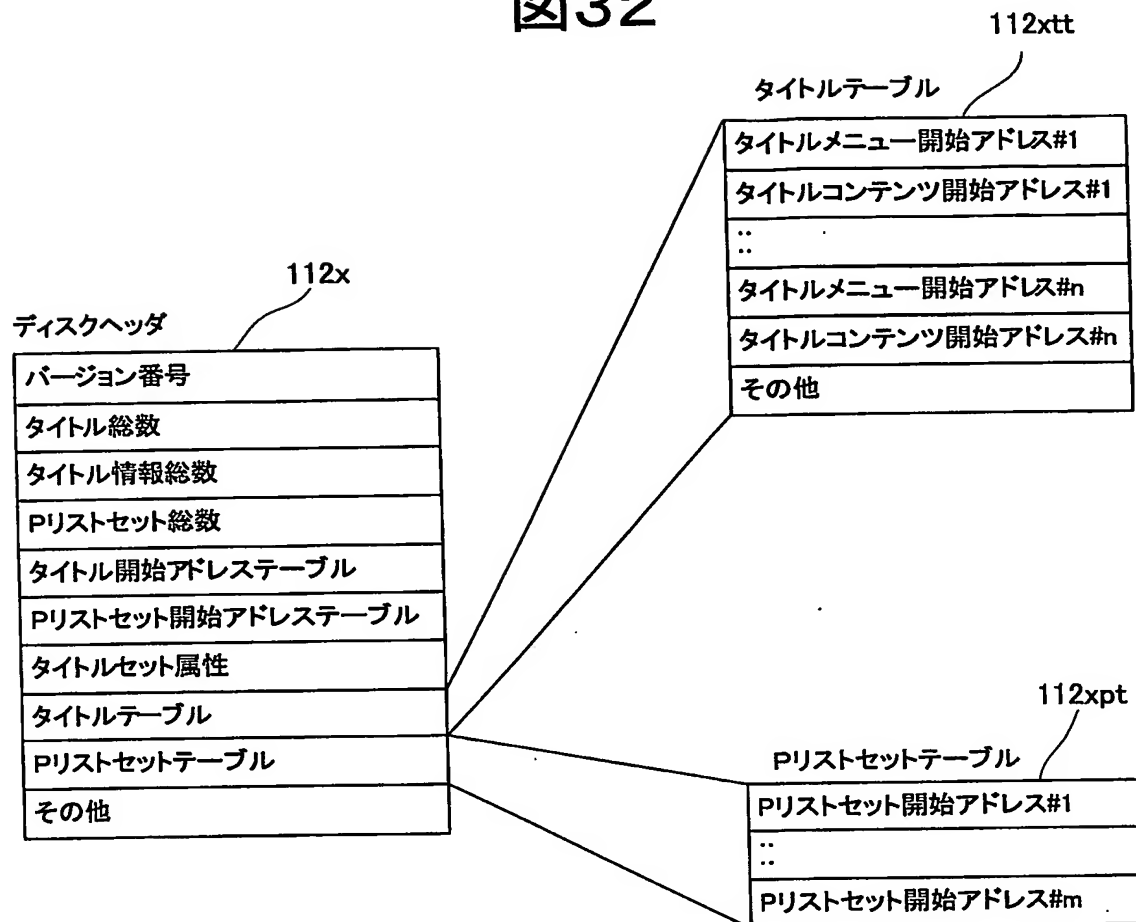 図32
112xtt
タイトルテーブル
タイトルメニュー開始アドレス#1
タイトルコンテンツ開始アドレス#1
::
タイトルメニュー開始アドレス#n
タイトルコンテンツ開始アドレス#n
その他
112x
ディスクヘッダ
バージョン番号
タイトル総数
タイトル情報総数
Pリストセット総数
タイトル開始アドレステーブル
Pリストセット開始アドレステーブル
タイトルセット属性
タイトルテーブル
Pリストセットテーブル
その他
112xpt
Pリストセットテーブル
Pリストセット開始アドレス#1
::
Pリストセット開始アドレス#m